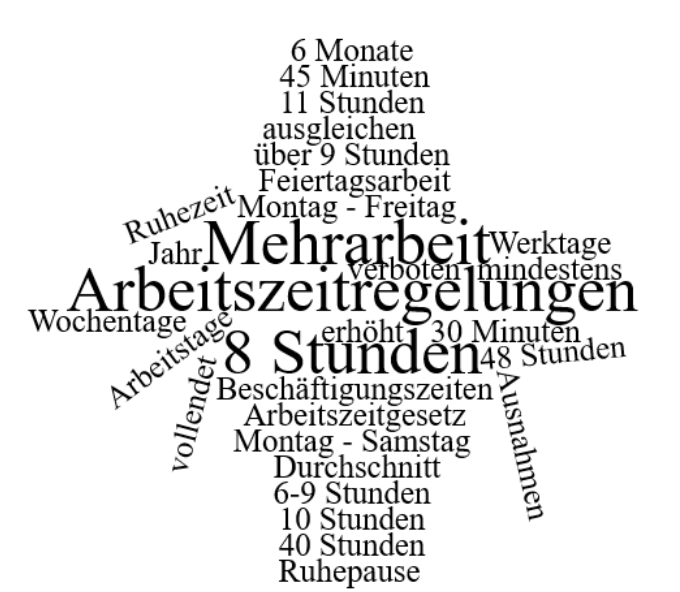 6 Monate
45 Minuten
11 Stunden
ausgleichen
über 9 Stunden
Feiertagsarbeit
Ruhezeit
Montag - Freitag
Jahr
Mehrarbeit
Werktage
verboten
mindestens
Arbeitszeitregelungen
Wochentage
erhöht
30 Minuten
Arbeitstage
8 Stunden
48 Stunden
vollendet
Beschäftigungszeiten
Ausnahmen
Arbeitszeitgesetz
Montag - Samstag
Durchschnitt
6-9 Stunden
10 Stunden
40 Stunden
Ruhepause